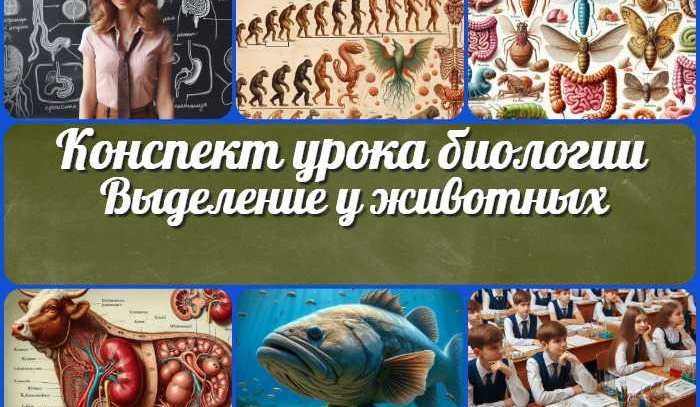 Конспект урока биологии
Выделение у животных